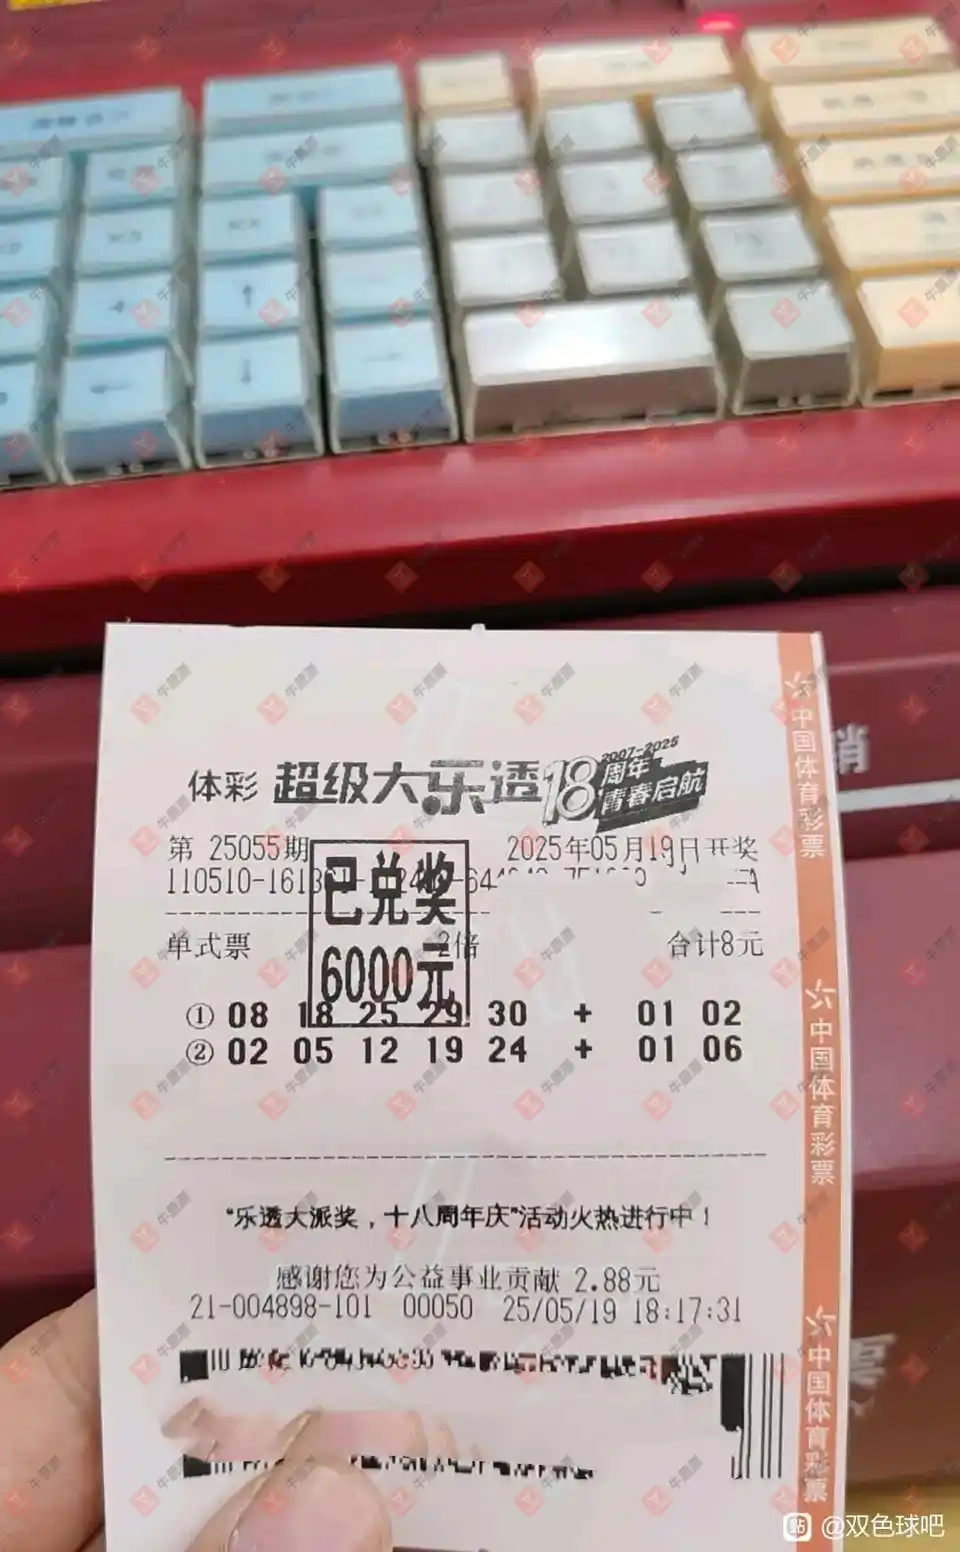 体彩 超级大乐透 18 2007-2025
周年
青春启航
第 25055期 2025年05月19日开奖
已兑奖
6000元
单式票 2倍 合计8元
① 08 18 25 29 30 + 01 02
② 02 05 12 19 24 + 01 06
“乐透大派奖，十八周年庆”活动火热进行中！
感谢您为公益事业贡献 2.88元
21-004898-101 00050 25/05/19 18:17:31
中国体育彩票
中国体育彩票
中国体育彩票
销
贴 @双色球吧